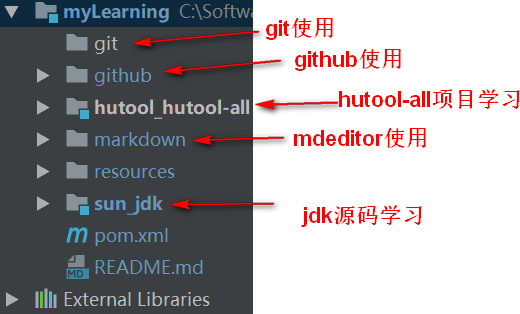 myLearning C:\Softwa
git git使用
github github使用
hutool_hutool-all hutool-all项目学习
markdown mdeditor使用
resources
sun_jdk jdk源码学习
m pom.xml
MD README.md
External Libraries